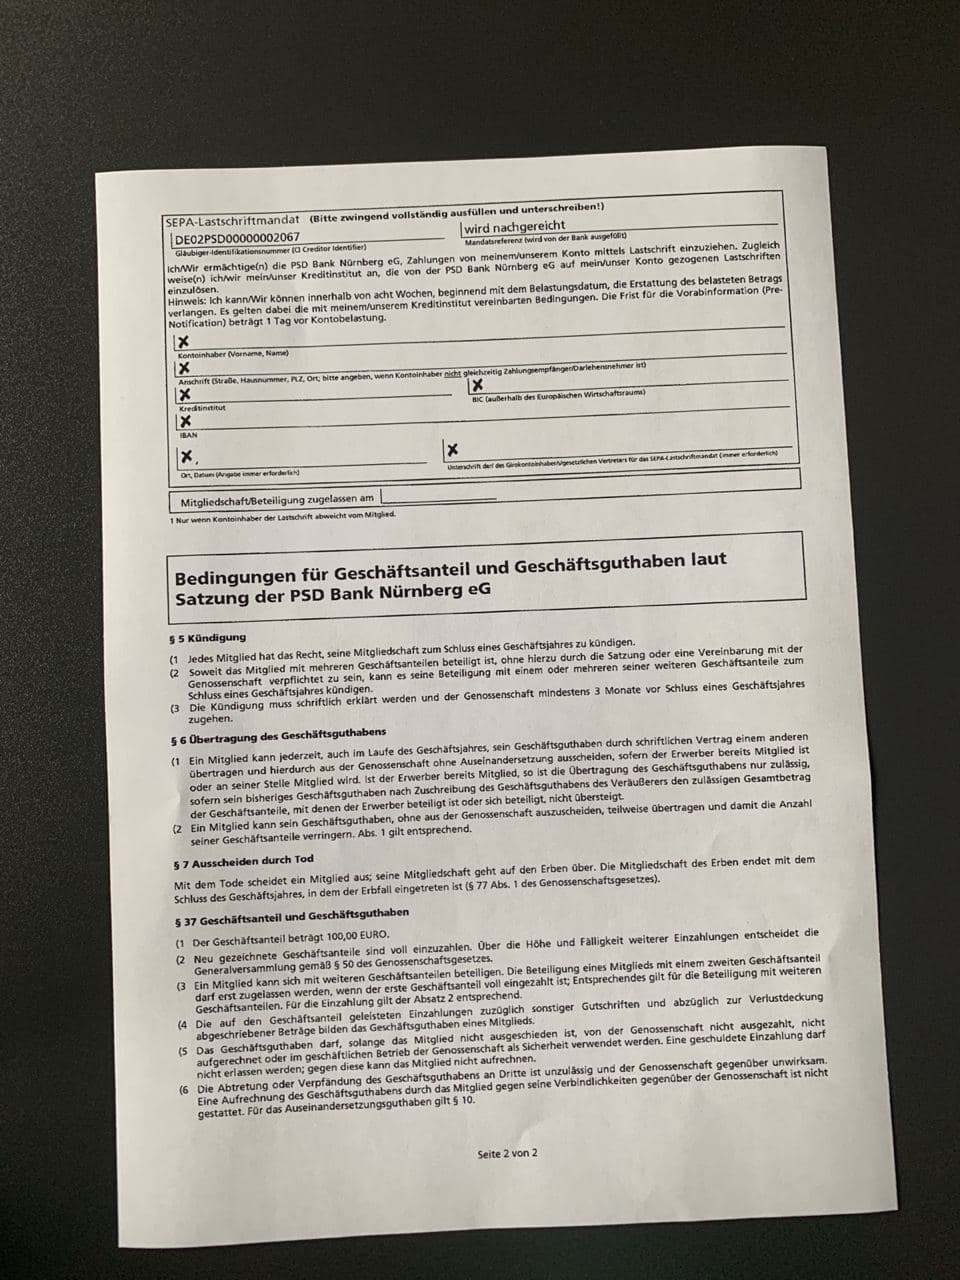 SEPA-Lastschriftmandat (Bitte zwingend vollständig ausfüllen und unterschreiben!)
DE02PSD00000002067 wird nachgereicht
Gläubiger-Identifikationsnummer (CI Creditor Identifier) Mandatsreferenz (wird von der Bank ausgefüllt)
Ich/Wir ermächtige(n) die PSD Bank Nürnberg eG, Zahlungen von meinem/unserem Konto mittels Lastschrift einzuziehen. Zugleich
weise(n) ich/wir mein/unser Kreditinstitut an, die von der PSD Bank Nürnberg eG auf mein/unser Konto gezogenen Lastschriften
einzulösen.
Hinweis: Ich kann/Wir können innerhalb von acht Wochen, beginnend mit dem Belastungsdatum, die Erstattung des belasteten Betrags
verlangen. Es gelten dabei die mit meinem/unserem Kreditinstitut vereinbarten Bedingungen. Die Frist für die Vorabinformation (Pre-
Notification) beträgt 1 Tag vor Kontobelastung.
X
Kontoinhaber (Vorname, Name)
X
Anschrift (Straße, Hausnummer, PLZ, Ort; bitte angeben, wenn Kontoinhaber nicht gleichzeitig Zahlungsempfänger/Darlehensnehmer ist)
X X
Kreditinstitut BIC (außerhalb des Europäischen Wirtschaftsraums)
X
IBAN
X, X
Ort, Datum (Angabe immer erforderlich) Unterschrift der/des Girokontoinhaber/s/gesetzlichen Vertreters für das SEPA-Lastschriftmandat (immer erforderlich)
Mitgliedschaft/Beteiligung zugelassen am
1 Nur wenn Kontoinhaber der Lastschrift abweicht vom Mitglied.
Bedingungen für Geschäftsanteil und Geschäftsguthaben laut
Satzung der PSD Bank Nürnberg eG
§ 5 Kündigung
(1 Jedes Mitglied hat das Recht, seine Mitgliedschaft zum Schluss eines Geschäftsjahres zu kündigen.
(2 Soweit das Mitglied mit mehreren Geschäftsanteilen beteiligt ist, ohne hierzu durch die Satzung oder eine Vereinbarung mit der
Genossenschaft verpflichtet zu sein, kann es seine Beteiligung mit einem oder mehreren seiner weiteren Geschäftsanteile zum
Schluss eines Geschäftsjahres kündigen.
(3 Die Kündigung muss schriftlich erklärt werden und der Genossenschaft mindestens 3 Monate vor Schluss eines Geschäftsjahres
zugehen.
§ 6 Übertragung des Geschäftsguthabens
(1 Ein Mitglied kann jederzeit, auch im Laufe des Geschäftsjahres, sein Geschäftsguthaben durch schriftlichen Vertrag einem anderen
übertragen und hierdurch aus der Genossenschaft ohne Auseinandersetzung ausscheiden, sofern der Erwerber bereits Mitglied ist
oder an seiner Stelle Mitglied wird. Ist der Erwerber bereits Mitglied, so ist die Übertragung des Geschäftsguthabens nur zulässig,
sofern sein bisheriges Geschäftsguthaben nach Zuschreibung des Geschäftsguthabens des Veräußerers den zulässigen Gesamtbetrag
der Geschäftsanteile, mit denen der Erwerber beteiligt ist oder sich beteiligt, nicht übersteigt.
(2 Ein Mitglied kann sein Geschäftsguthaben, ohne aus der Genossenschaft auszuscheiden, teilweise übertragen und damit die Anzahl
seiner Geschäftsanteile verringern. Abs. 1 gilt entsprechend.
§ 7 Ausscheiden durch Tod
Mit dem Tode scheidet ein Mitglied aus; seine Mitgliedschaft geht auf den Erben über. Die Mitgliedschaft des Erben endet mit dem
Schluss des Geschäftsjahres, in dem der Erbfall eingetreten ist (§ 77 Abs. 1 des Genossenschaftsgesetzes).
§ 37 Geschäftsanteil und Geschäftsguthaben
(1 Der Geschäftsanteil beträgt 100,00 EURO.
(2 Neu gezeichnete Geschäftsanteile sind voll einzuzahlen. Über die Höhe und Fälligkeit weiterer Einzahlungen entscheidet die
Generalversammlung gemäß § 50 des Genossenschaftsgesetzes.
(3 Ein Mitglied kann sich mit weiteren Geschäftsanteilen beteiligen. Die Beteiligung eines Mitglieds mit einem zweiten Geschäftsanteil
darf erst zugelassen werden, wenn der erste Geschäftsanteil voll eingezahlt ist; Entsprechendes gilt für die Beteiligung mit weiteren
Geschäftsanteilen. Für die Einzahlung gilt der Absatz 2 entsprechend.
(4 Die auf den Geschäftsanteil geleisteten Einzahlungen zuzüglich sonstiger Gutschriften und abzüglich zur Verlustdeckung
abgeschriebener Beträge bilden das Geschäftsguthaben eines Mitglieds.
(5 Das Geschäftsguthaben darf, solange das Mitglied nicht ausgeschieden ist, von der Genossenschaft nicht ausgezahlt, nicht
aufgerechnet oder im geschäftlichen Betrieb der Genossenschaft als Sicherheit verwendet werden. Eine geschuldete Einzahlung darf
nicht erlassen werden; gegen diese kann das Mitglied nicht aufrechnen.
(6 Die Abtretung oder Verpfändung des Geschäftsguthabens an Dritte ist unzulässig und der Genossenschaft gegenüber unwirksam.
Eine Aufrechnung des Geschäftsguthabens durch das Mitglied gegen seine Verbindlichkeiten gegenüber der Genossenschaft ist nicht
gestattet. Für das Auseinandersetzungsguthaben gilt § 10.
Seite 2 von 2